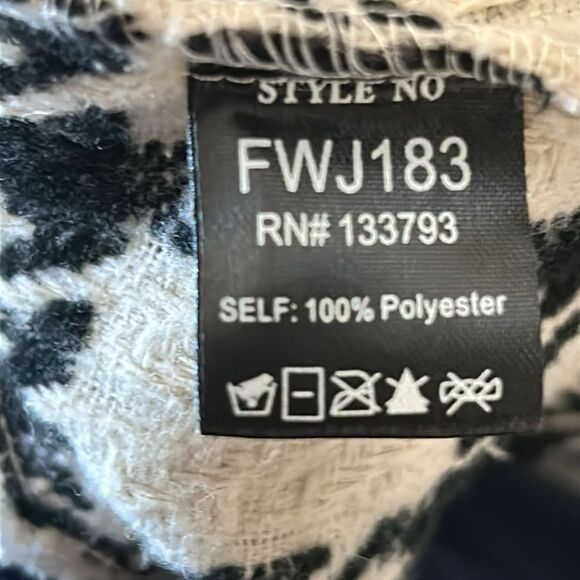 STYLE NO
FWJ183
RN# 133793
SELF: 100% Polyester